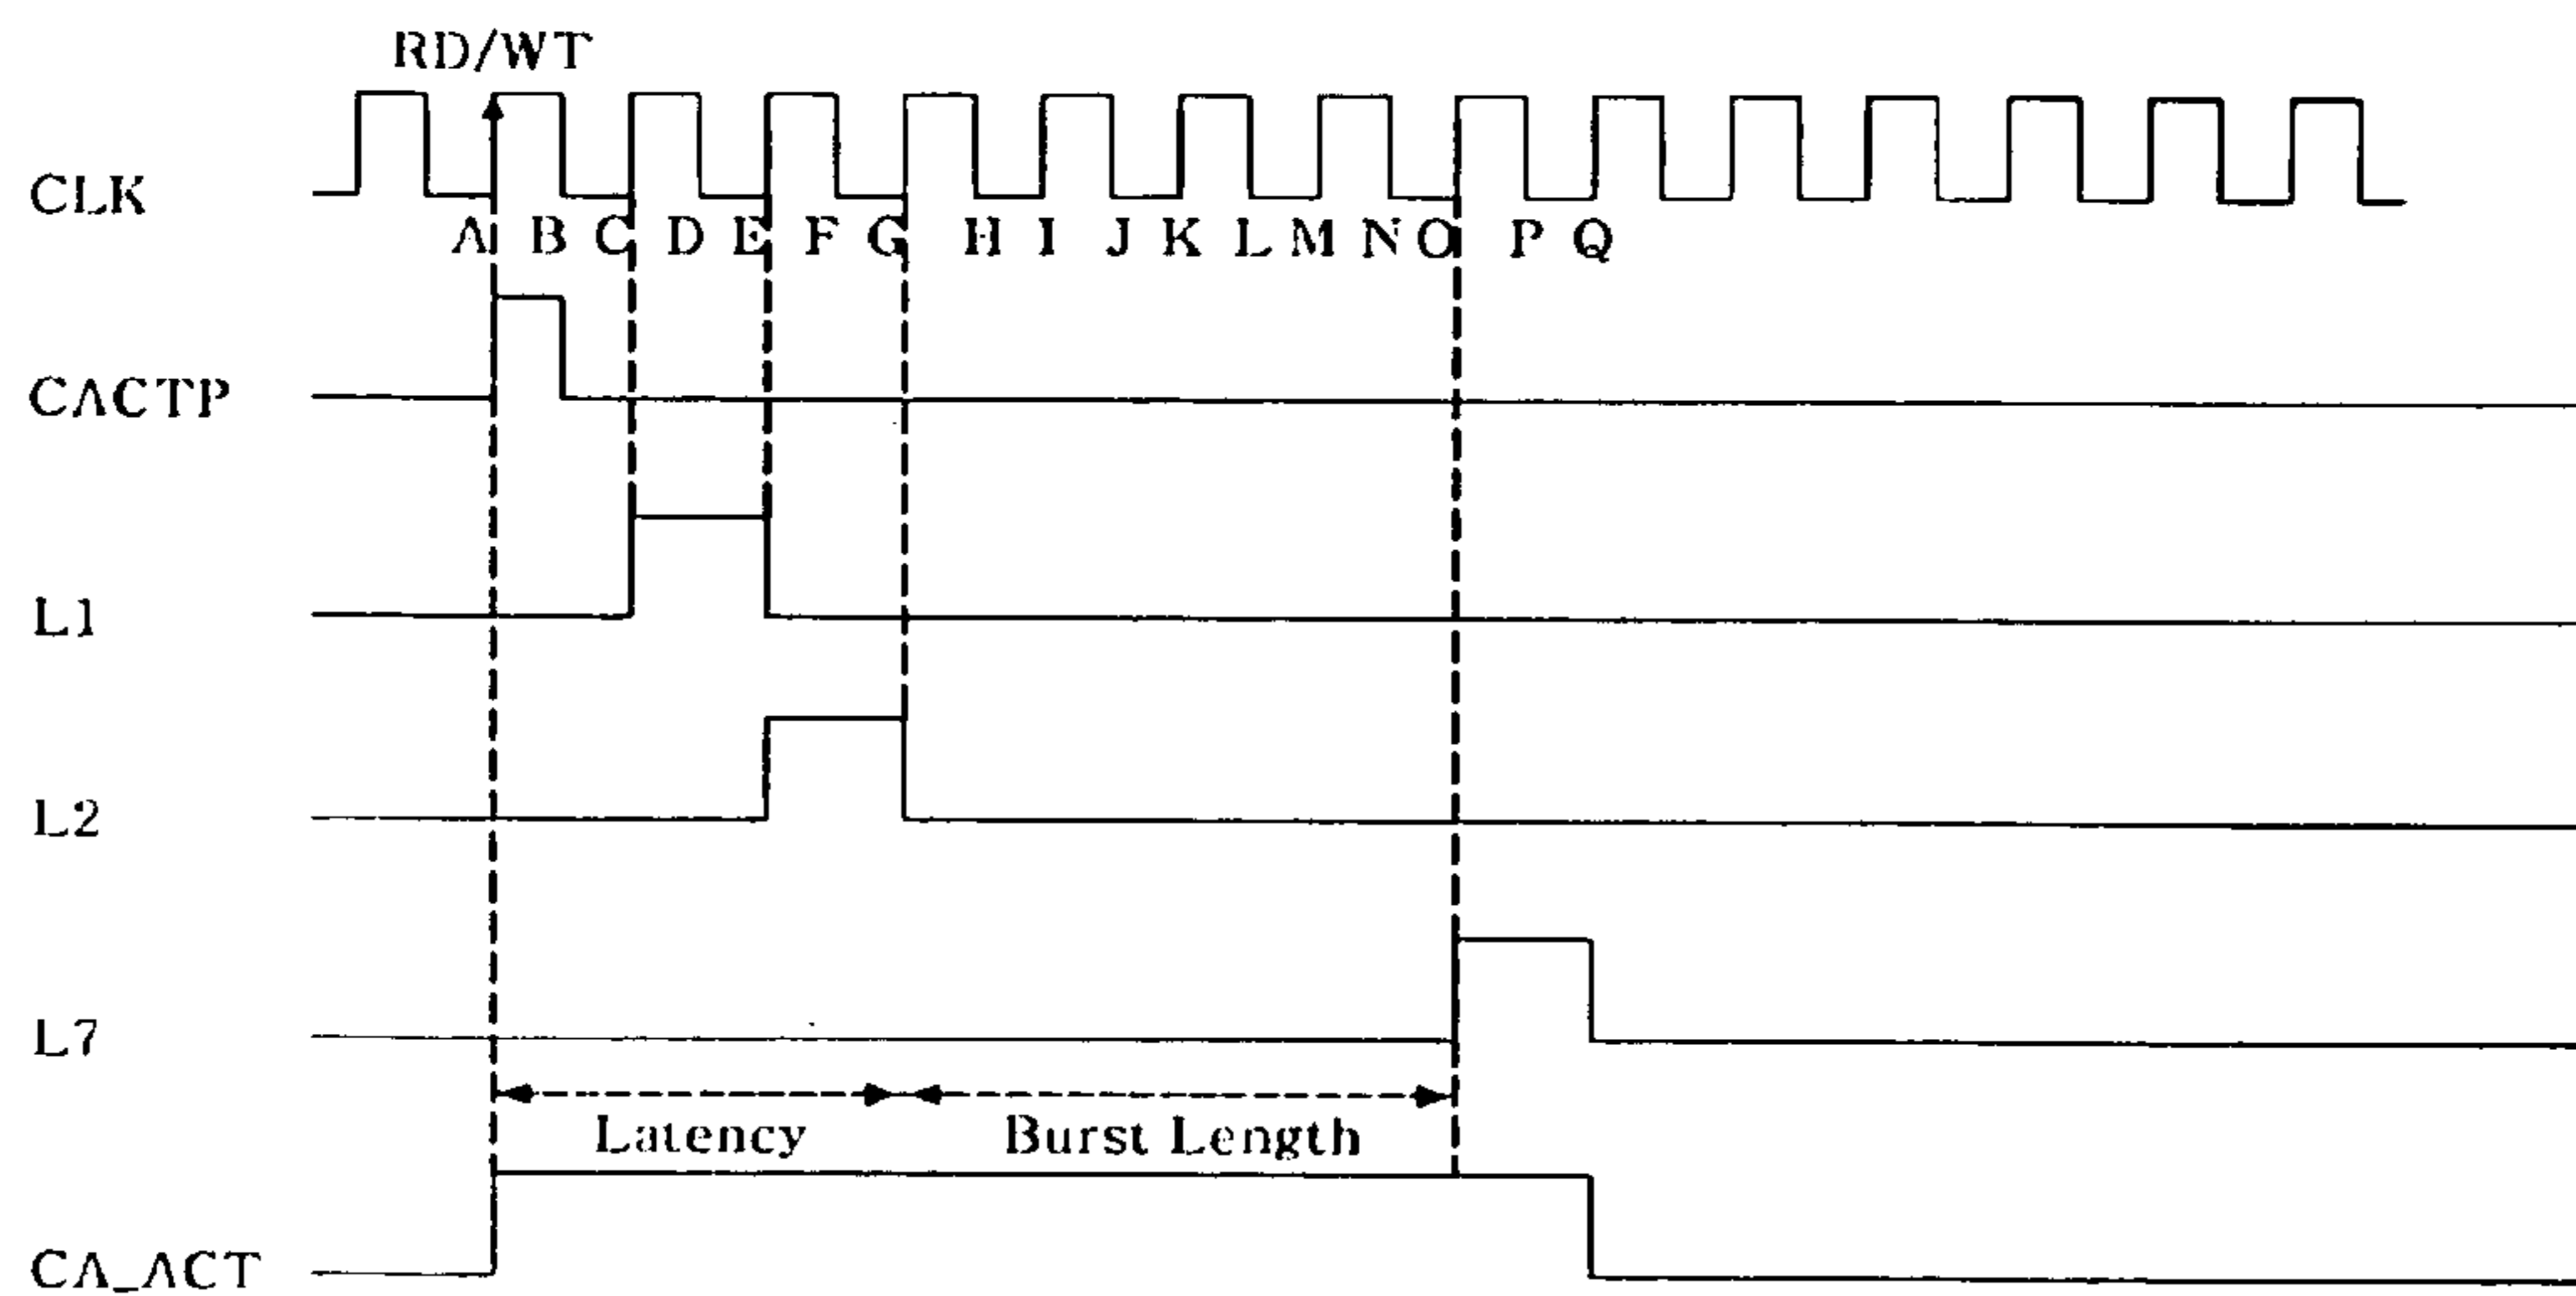 RD/WT
CLK
A B C D E F G H I J K L M N O P Q
CACTP
L1
L2
L7
Latency Burst Length
CA_ACT